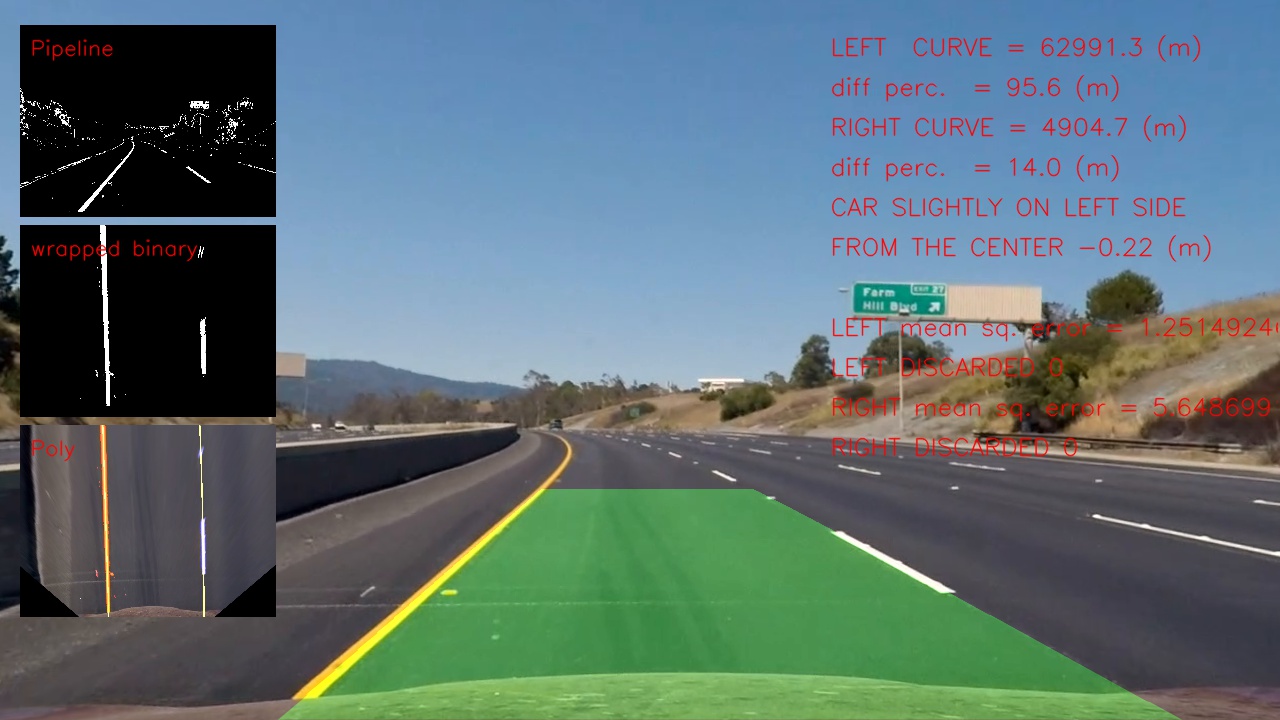 Pipeline
wrapped binary
Poly
LEFT CURVE = 62991.3 (m)
diff perc. = 95.6 (m)
RIGHT CURVE = 4904.7 (m)
diff perc. = 14.0 (m)
CAR SLIGHTLY ON LEFT SIDE
FROM THE CENTER -0.22 (m)
EXIT 27
Farm
Hill Blvd
LEFT mean sq. error = 1.2514924
LEFT DISCARDED 0
RIGHT mean sq. error = 5.648699
RIGHT DISCARDED 0